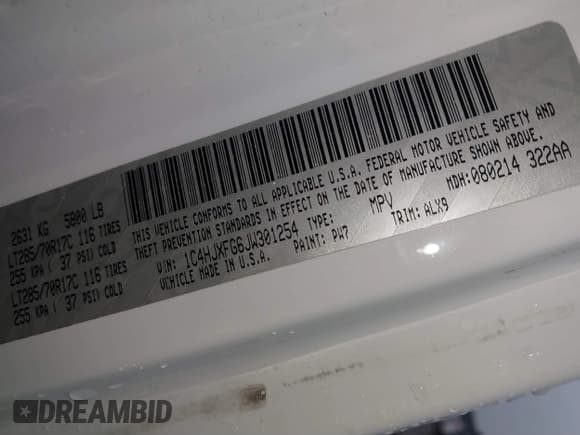 2631 KG 5800 LB
LT285/70R17C 116 TIRES
255 KPA ( 37 PSI) COLD
LT285/70R17C 116 TIRES
255 KPA ( 37 PSI) COLD
THIS VEHICLE CONFORMS TO ALL APPLICABLE U.S.A. FEDERAL MOTOR VEHICLE SAFETY AND
THEFT PREVENTION STANDARDS IN EFFECT ON THE DATE OF MANUFACTURE SHOWN ABOVE.
VIN: 1C4HJXFG6JW301254 TYPE: MPV MDH: 080214 322AA
VEHICLE MADE IN U.S.A. PAINT: PW7 TRIM: ALX9
DREAMBID